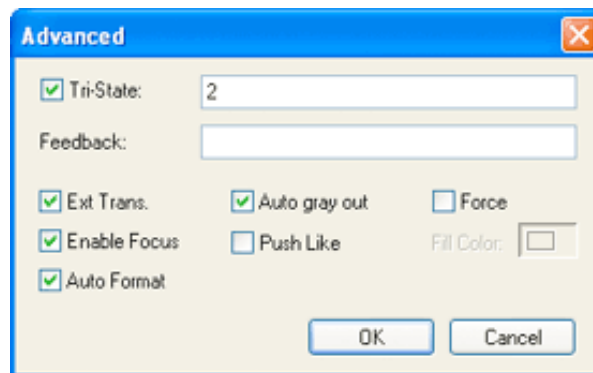 Advanced
Tri-State: 2
Feedback:
Ext Trans. Auto gray out Force
Enable Focus Push Like Fill Color:
Auto Format
OK Cancel